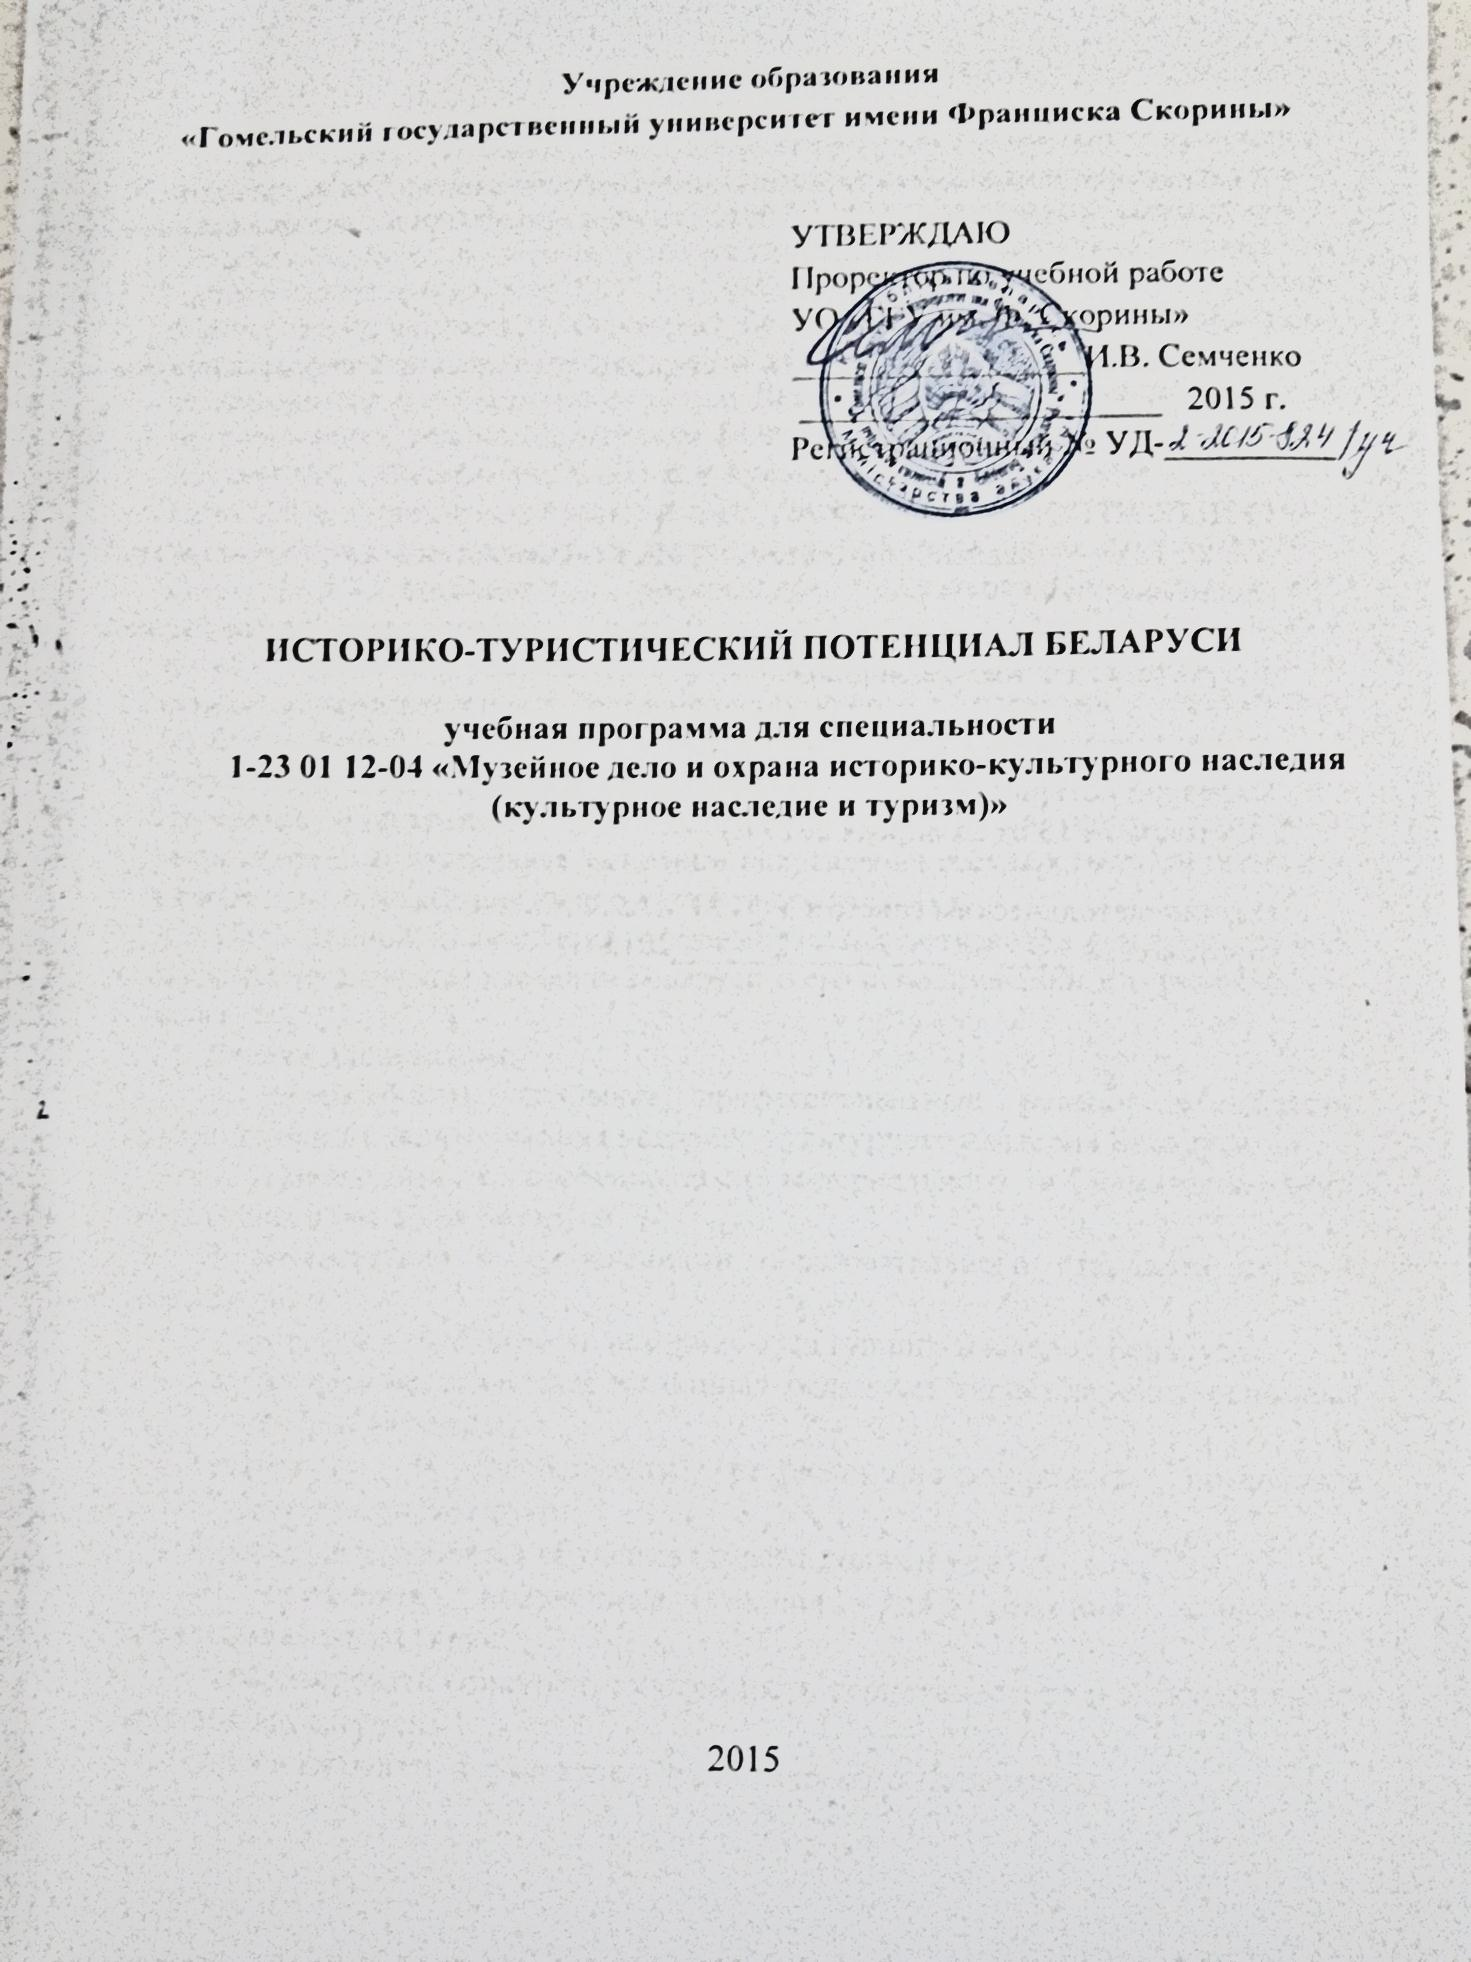 Учреждение образования
«Гомельский государственный университет имени Франциска Скорины»
УТВЕРЖДАЮ
Проректор по учебной работе
УО «ГГУ им. Ф. Скорины»
И.В. Семченко
2015 г.
Регистрационный № УД-2-2015-824/уч
ИСТОРИКО-ТУРИСТИЧЕСКИЙ ПОТЕНЦИАЛ БЕЛАРУСИ
учебная программа для специальности
1-23 01 12-04 «Музейное дело и охрана историко-культурного наследия
(культурное наследие и туризм)»
2
2015